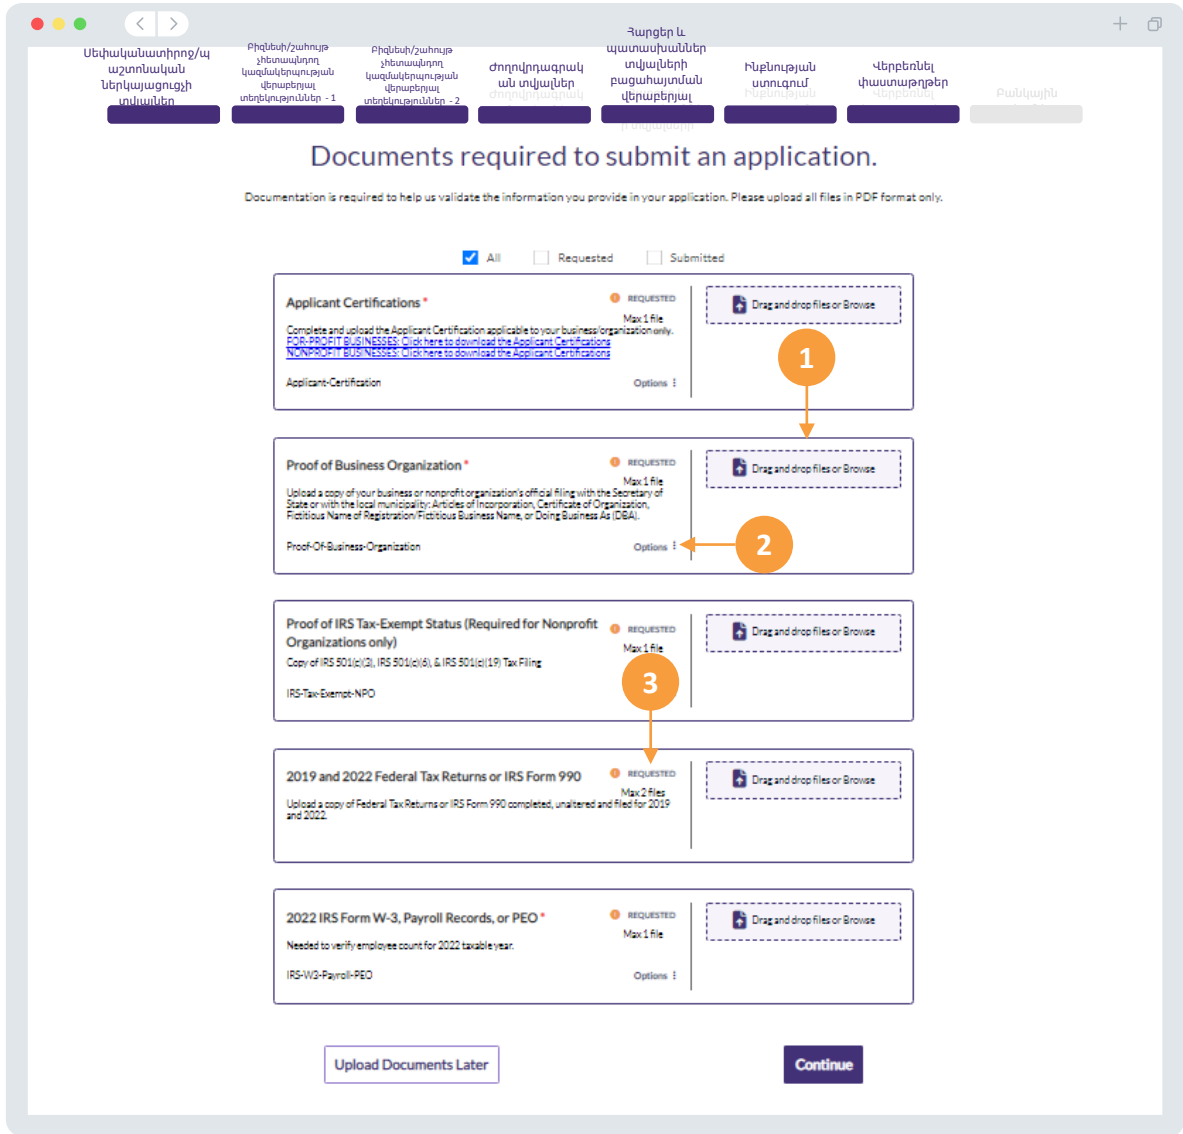 Սեփականատիրոջ/պ
աշտոնական
ներկայացուցչի
տվյալներ
Բիզնեսի/շահույթ
չհետապնդող
կազմակերպության
վերաբերյալ
տեղեկություններ - 1
Բիզնեսի/շահույթ
չհետապնդող
կազմակերպության
վերաբերյալ
տեղեկություններ - 2
Ժողովրդագրակ
ան տվյալներ
Հարցեր և
պատասխաններ
տվյալների
բացահայտման
վերաբերյալ
Ինքնության
ստուգում
Վերբեռնել
փաստաթղթեր
Բանկային
Documents required to submit an application.
Documentation is required to help us validate the information you provide in your application. Please upload all files in PDF format only.
All Requested Submitted
Applicant Certifications *
REQUESTED
Max 1 file
Complete and upload the Applicant Certification applicable to your business/organization only.
FOR-PROFIT BUSINESSES: Click here to download the Applicant Certifications
NONPROFIT BUSINESSES: Click here to download the Applicant Certifications
Applicant-Certification
Options
Drag and drop files or Browse
1
Proof of Business Organization *
REQUESTED
Max 1 file
Upload a copy of your business or nonprofit organization's official filing with the Secretary of
State or with the local municipality: Articles of Incorporation, Certificate of Organization,
Fictitious Name of Registration/Fictitious Business Name, or Doing Business As (DBA).
Proof-Of-Business-Organization
Options
Drag and drop files or Browse
2
Proof of IRS Tax-Exempt Status (Required for Nonprofit
Organizations only)
REQUESTED
Max 1 file
Copy of IRS 501(c)(3), IRS 501(c)(6), & IRS 501(c)(19) Tax Filing
IRS-Tax-Exempt-NPO
Drag and drop files or Browse
3
2019 and 2022 Federal Tax Returns or IRS Form 990
REQUESTED
Max 2 files
Upload a copy of Federal Tax Returns or IRS Form 990 completed, unaltered and filed for 2019
and 2022.
Drag and drop files or Browse
2022 IRS Form W-3, Payroll Records, or PEO *
REQUESTED
Max 1 file
Needed to verify employee count for 2022 taxable year.
IRS-W3-Payroll-PEO
Options
Drag and drop files or Browse
Upload Documents Later
Continue